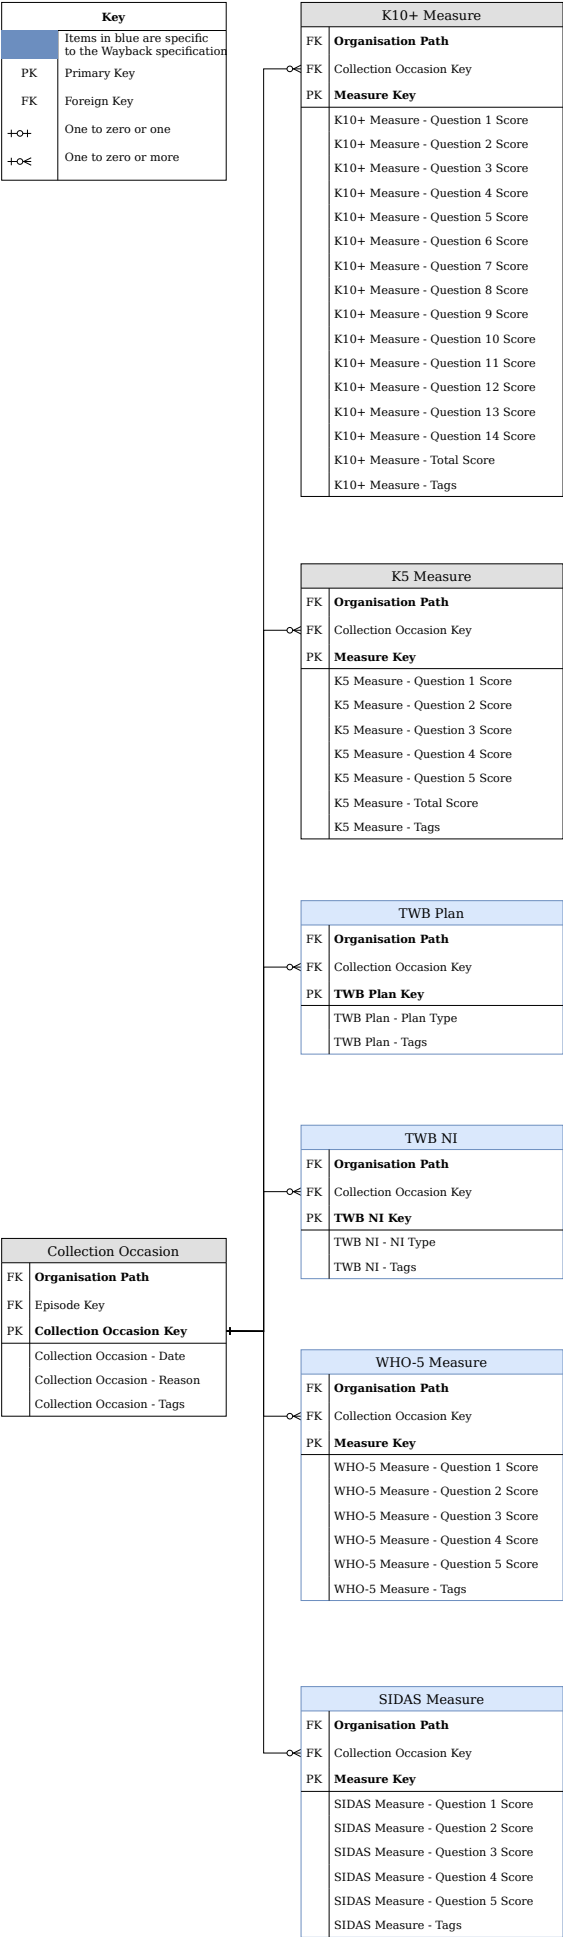 Key
Items in blue are specific
to the Wayback specification
PK Primary Key
FK Foreign Key
One to zero or one
One to zero or more
K10+ Measure
FK Organisation Path
FK Collection Occasion Key
PK Measure Key
K10+ Measure - Question 1 Score
K10+ Measure - Question 2 Score
K10+ Measure - Question 3 Score
K10+ Measure - Question 4 Score
K10+ Measure - Question 5 Score
K10+ Measure - Question 6 Score
K10+ Measure - Question 7 Score
K10+ Measure - Question 8 Score
K10+ Measure - Question 9 Score
K10+ Measure - Question 10 Score
K10+ Measure - Question 11 Score
K10+ Measure - Question 12 Score
K10+ Measure - Question 13 Score
K10+ Measure - Question 14 Score
K10+ Measure - Total Score
K10+ Measure - Tags
K5 Measure
FK Organisation Path
FK Collection Occasion Key
PK Measure Key
K5 Measure - Question 1 Score
K5 Measure - Question 2 Score
K5 Measure - Question 3 Score
K5 Measure - Question 4 Score
K5 Measure - Question 5 Score
K5 Measure - Total Score
K5 Measure - Tags
TWB Plan
FK Organisation Path
FK Collection Occasion Key
PK TWB Plan Key
TWB Plan - Plan Type
TWB Plan - Tags
TWB NI
FK Organisation Path
FK Collection Occasion Key
PK TWB NI Key
TWB NI - NI Type
TWB NI - Tags
Collection Occasion
FK Organisation Path
FK Episode Key
PK Collection Occasion Key
Collection Occasion - Date
Collection Occasion - Reason
Collection Occasion - Tags
WHO-5 Measure
FK Organisation Path
FK Collection Occasion Key
PK Measure Key
WHO-5 Measure - Question 1 Score
WHO-5 Measure - Question 2 Score
WHO-5 Measure - Question 3 Score
WHO-5 Measure - Question 4 Score
WHO-5 Measure - Question 5 Score
WHO-5 Measure - Tags
SIDAS Measure
FK Organisation Path
FK Collection Occasion Key
PK Measure Key
SIDAS Measure - Question 1 Score
SIDAS Measure - Question 2 Score
SIDAS Measure - Question 3 Score
SIDAS Measure - Question 4 Score
SIDAS Measure - Question 5 Score
SIDAS Measure - Tags